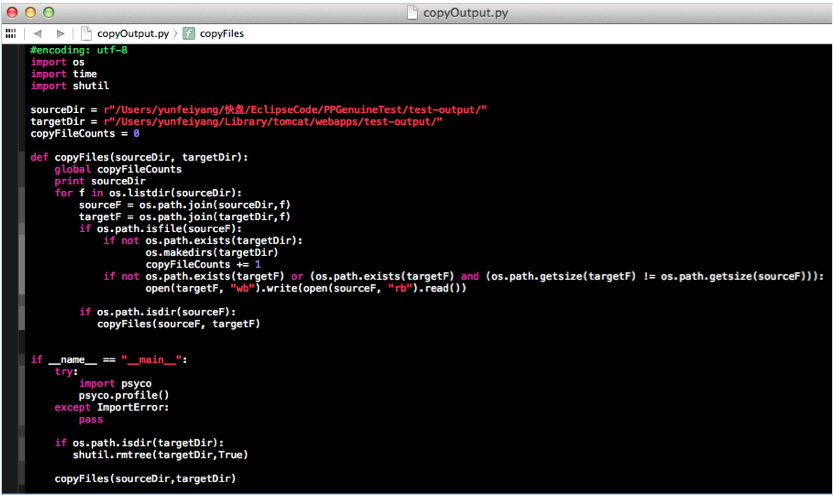 copyOutput.py
copyOutput.py copyFiles
#encoding: utf-8
import os
import time
import shutil
sourceDir = r"/Users/yunfeiyang/快盘/EclipseCode/PPGenuineTest/test-output/"
targetDir = r"/Users/yunfeiyang/Library/tomcat/webapps/test-output/"
copyFileCounts = 0
def copyFiles(sourceDir, targetDir):
    global copyFileCounts
    print sourceDir
    for f in os.listdir(sourceDir):
        sourceF = os.path.join(sourceDir,f)
        targetF = os.path.join(targetDir,f)
        if os.path.isfile(sourceF):
            if not os.path.exists(targetDir):
                   os.makedirs(targetDir)
                   copyFileCounts += 1
            if not os.path.exists(targetF) or (os.path.exists(targetF) and (os.path.getsize(targetF) != os.path.getsize(sourceF))):
                   open(targetF, "wb").write(open(sourceF, "rb").read())
        if os.path.isdir(sourceF):
           copyFiles(sourceF, targetF)
if __name__ == "__main__":
    try:
        import psyco
        psyco.profile()
    except ImportError:
        pass
    if os.path.isdir(targetDir):
       shutil.rmtree(targetDir,True)
    copyFiles(sourceDir,targetDir)